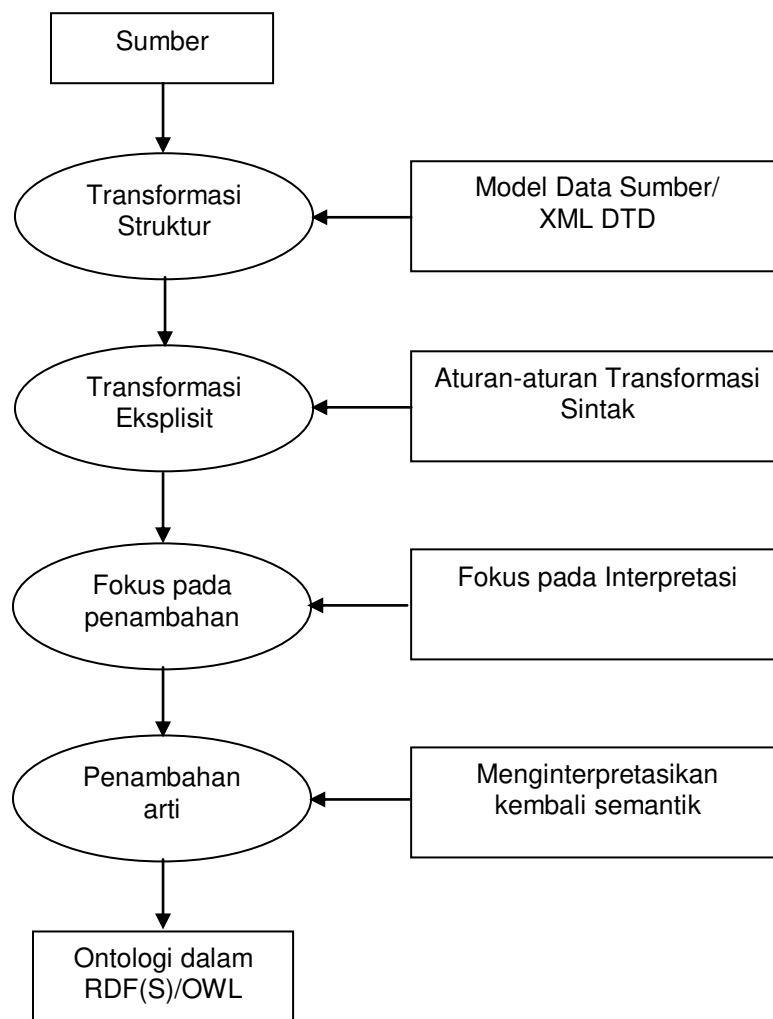 Sumber
Transformasi
Struktur
Model Data Sumber/
XML DTD
Transformasi
Eksplisit
Aturan-aturan Transformasi
Sintak
Fokus pada
penambahan
Fokus pada Interpretasi
Penambahan
arti
Menginterpretasikan
kembali semantik
Ontologi dalam
RDF(S)/OWL